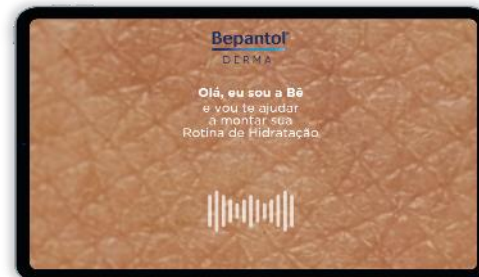 Bepantol
DERMA
Olá, eu sou a Bê
e vou te ajudar
a montar sua
Rotina de Hidratação